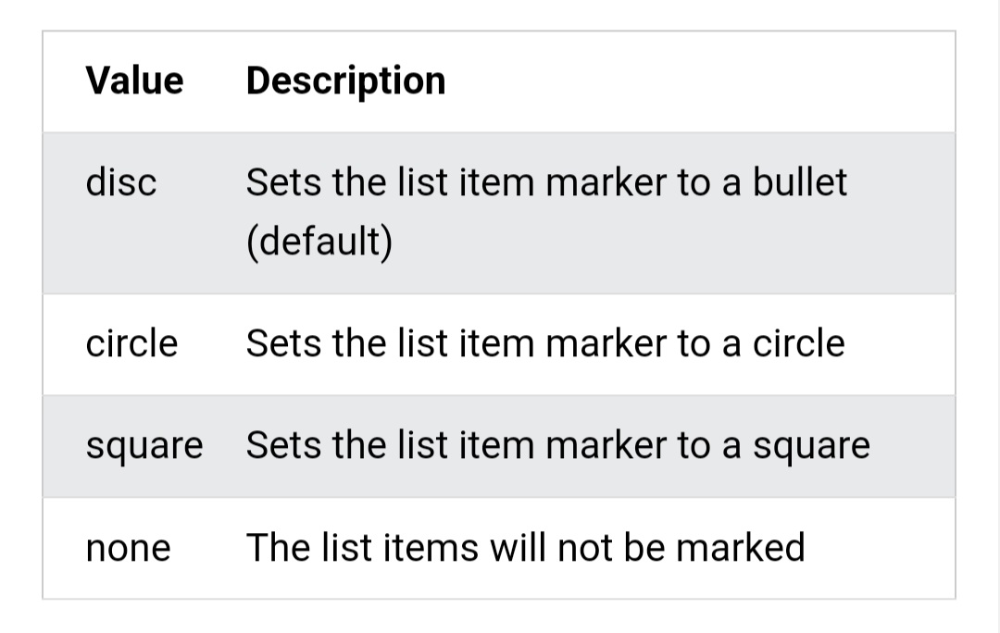 Value Description
disc Sets the list item marker to a bullet
(default)
circle Sets the list item marker to a circle
square Sets the list item marker to a square
none The list items will not be marked